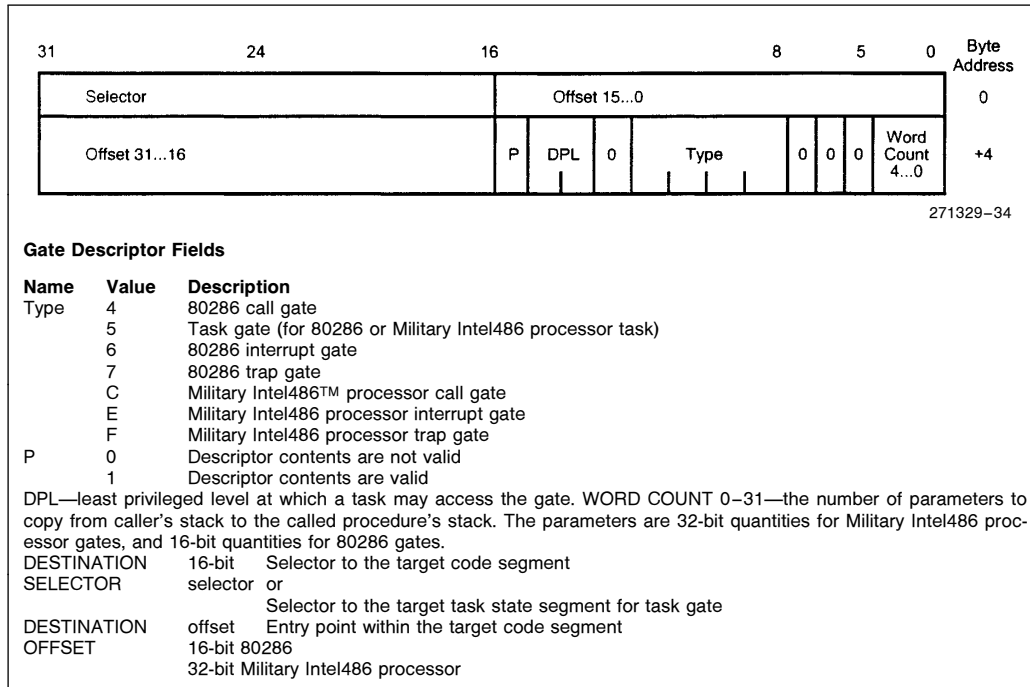 31 24 16 8 5 0 Byte Address
Selector Offset 15...0 0
Offset 31...16 P DPL 0 Type 0 0 0 Word Count 4...0 +4
271329–34
Gate Descriptor Fields
Name Value Description
Type 4 80286 call gate
5 Task gate (for 80286 or Military Intel486 processor task)
6 80286 interrupt gate
7 80286 trap gate
C Military Intel486™ processor call gate
E Military Intel486 processor interrupt gate
F Military Intel486 processor trap gate
P 0 Descriptor contents are not valid
1 Descriptor contents are valid
DPL—least privileged level at which a task may access the gate. WORD COUNT 0–31—the number of parameters to
copy from caller's stack to the called procedure's stack. The parameters are 32-bit quantities for Military Intel486 proc-
essor gates, and 16-bit quantities for 80286 gates.
DESTINATION 16-bit Selector to the target code segment
SELECTOR selector or
Selector to the target task state segment for task gate
DESTINATION offset Entry point within the target code segment
OFFSET 16-bit 80286
32-bit Military Intel486 processor